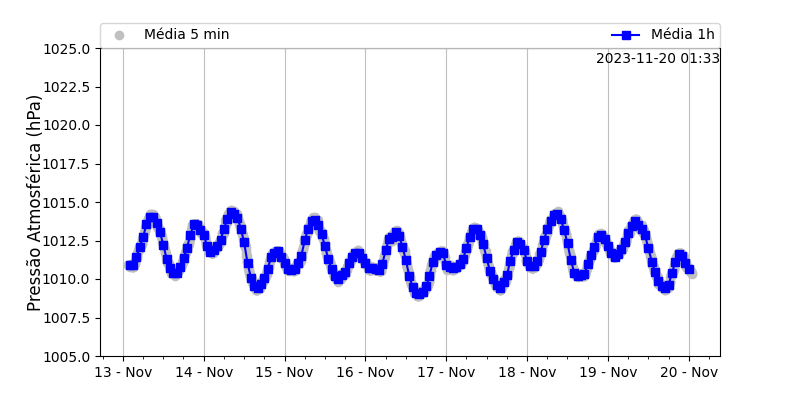 Média 5 min
Média 1h
2023-11-20 01:33
Pressão Atmosférica (hPa)
1025.0
1022.5
1020.0
1017.5
1015.0
1012.5
1010.0
1007.5
1005.0
13 - Nov
14 - Nov
15 - Nov
16 - Nov
17 - Nov
18 - Nov
19 - Nov
20 - Nov